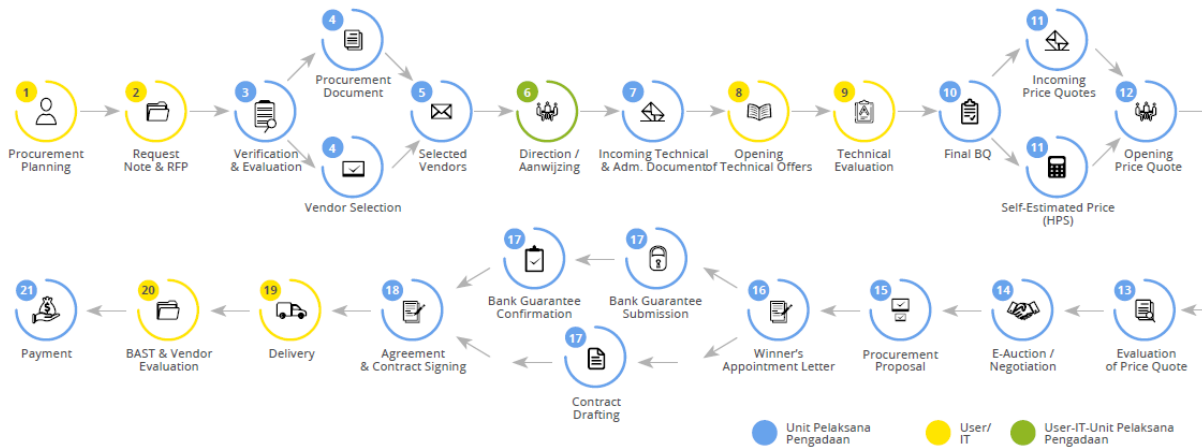 4
11
Procurement
Document
Incoming
Price Quotes
1
2
3
5
6
7
8
9
10
12
Procurement
Planning
Request
Note & RFP
Verification
& Evaluation
Selected
Vendors
Direction /
Aanwijzing
Incoming Technical
& Adm. Document
Opening
of Technical Offers
Technical
Evaluation
Final BQ
Opening
Price Quote
4
11
Vendor Selection
Self-Estimated Price
(HPS)
17
17
Bank Guarantee
Confirmation
Bank Guarantee
Submission
21
20
19
18
16
15
14
13
Payment
BAST & Vendor
Evaluation
Delivery
Agreement
& Contract Signing
Winner's
Appointment Letter
Procurement
Proposal
E-Auction /
Negotiation
Evaluation
of Price Quote
17
Contract
Drafting
Unit Pelaksana
Pengadaan
User/
IT
User-IT-Unit Pelaksana
Pengadaan